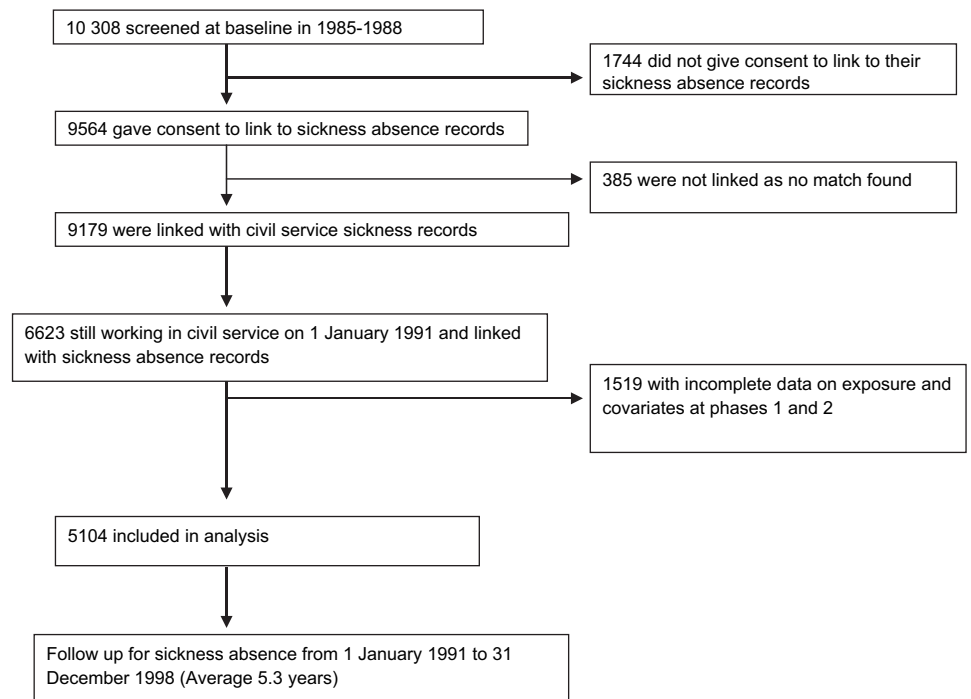 10 308 screened at baseline in 1985-1988
1744 did not give consent to link to their
sickness absence records
9564 gave consent to link to sickness absence records
385 were not linked as no match found
9179 were linked with civil service sickness records
6623 still working in civil service on 1 January 1991 and linked
with sickness absence records
1519 with incomplete data on exposure and
covariates at phases 1 and 2
5104 included in analysis
Follow up for sickness absence from 1 January 1991 to 31
December 1998 (Average 5.3 years)